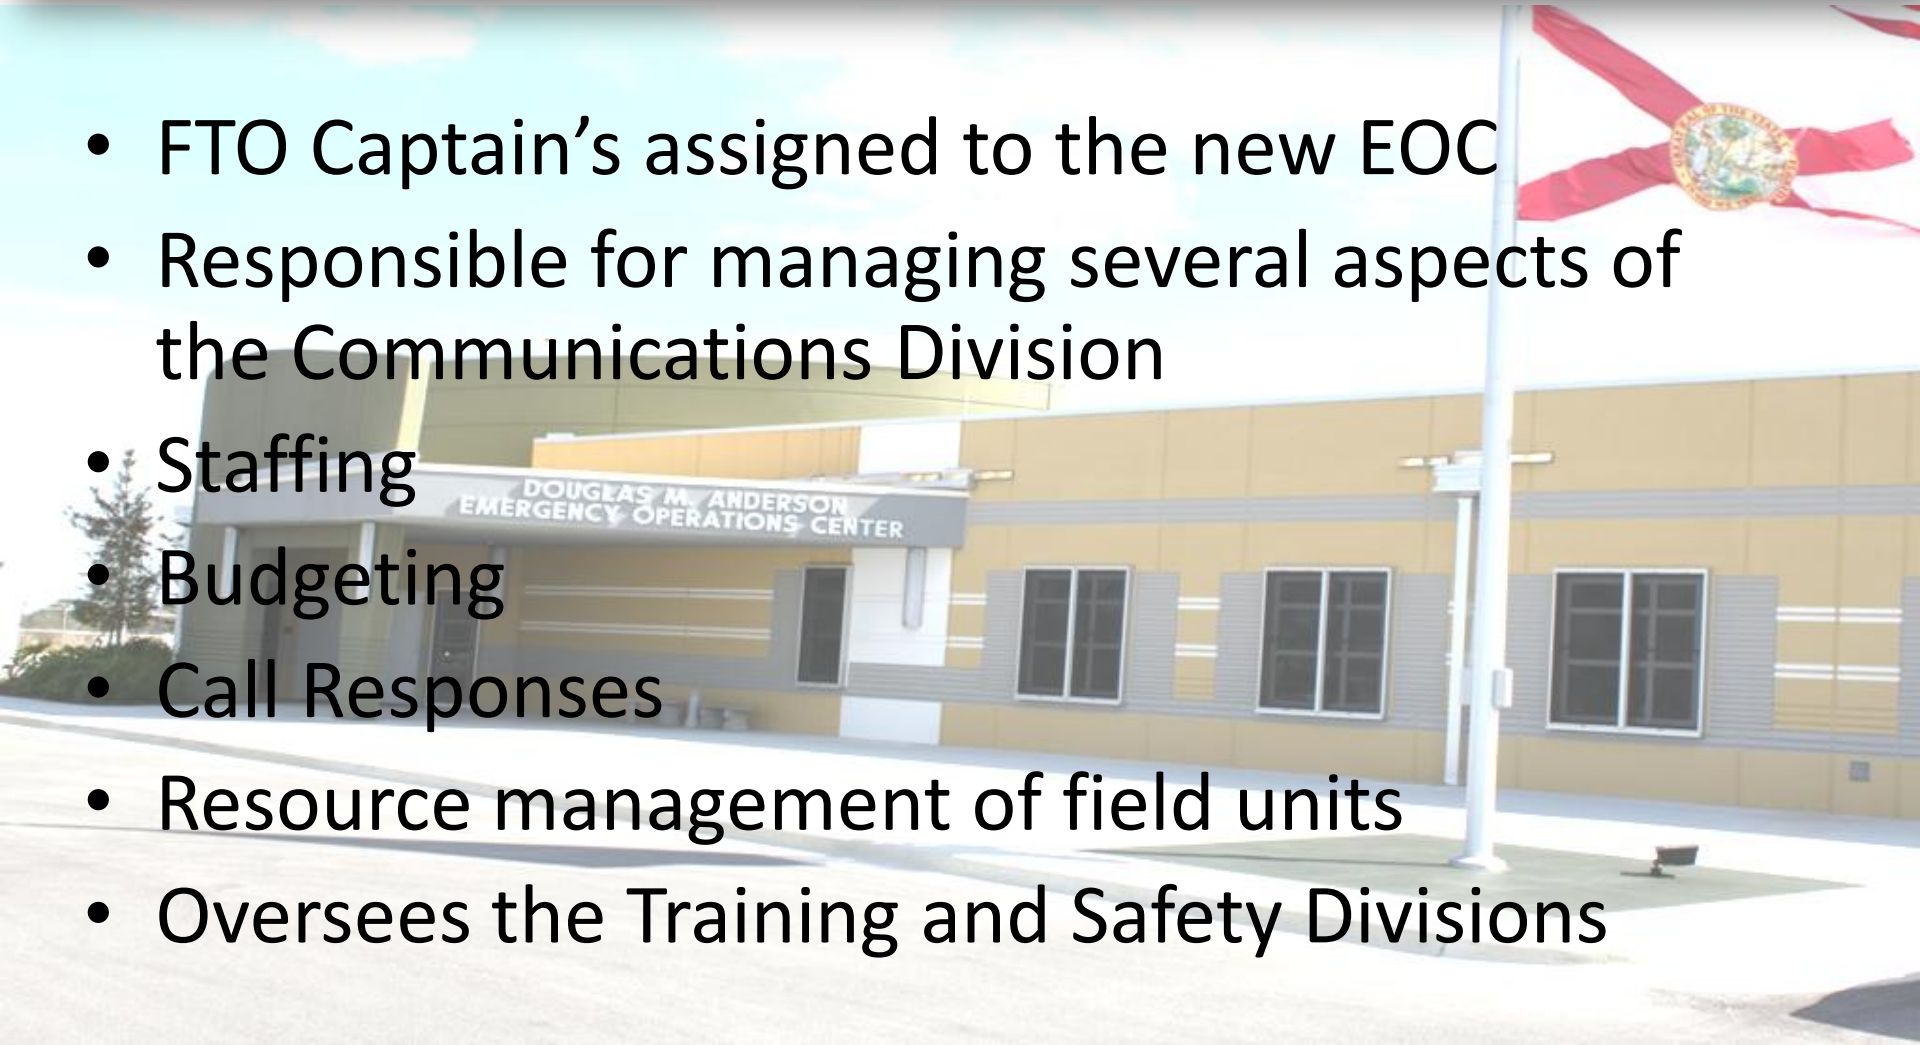 • FTO Captain’s assigned to the new EOC
• Responsible for managing several aspects of
the Communications Division
• Staffing
DOUGLAS M. ANDERSON
EMERGENCY OPERATIONS CENTER
• Budgeting
• Call Responses
• Resource management of field units
• Oversees the Training and Safety Divisions